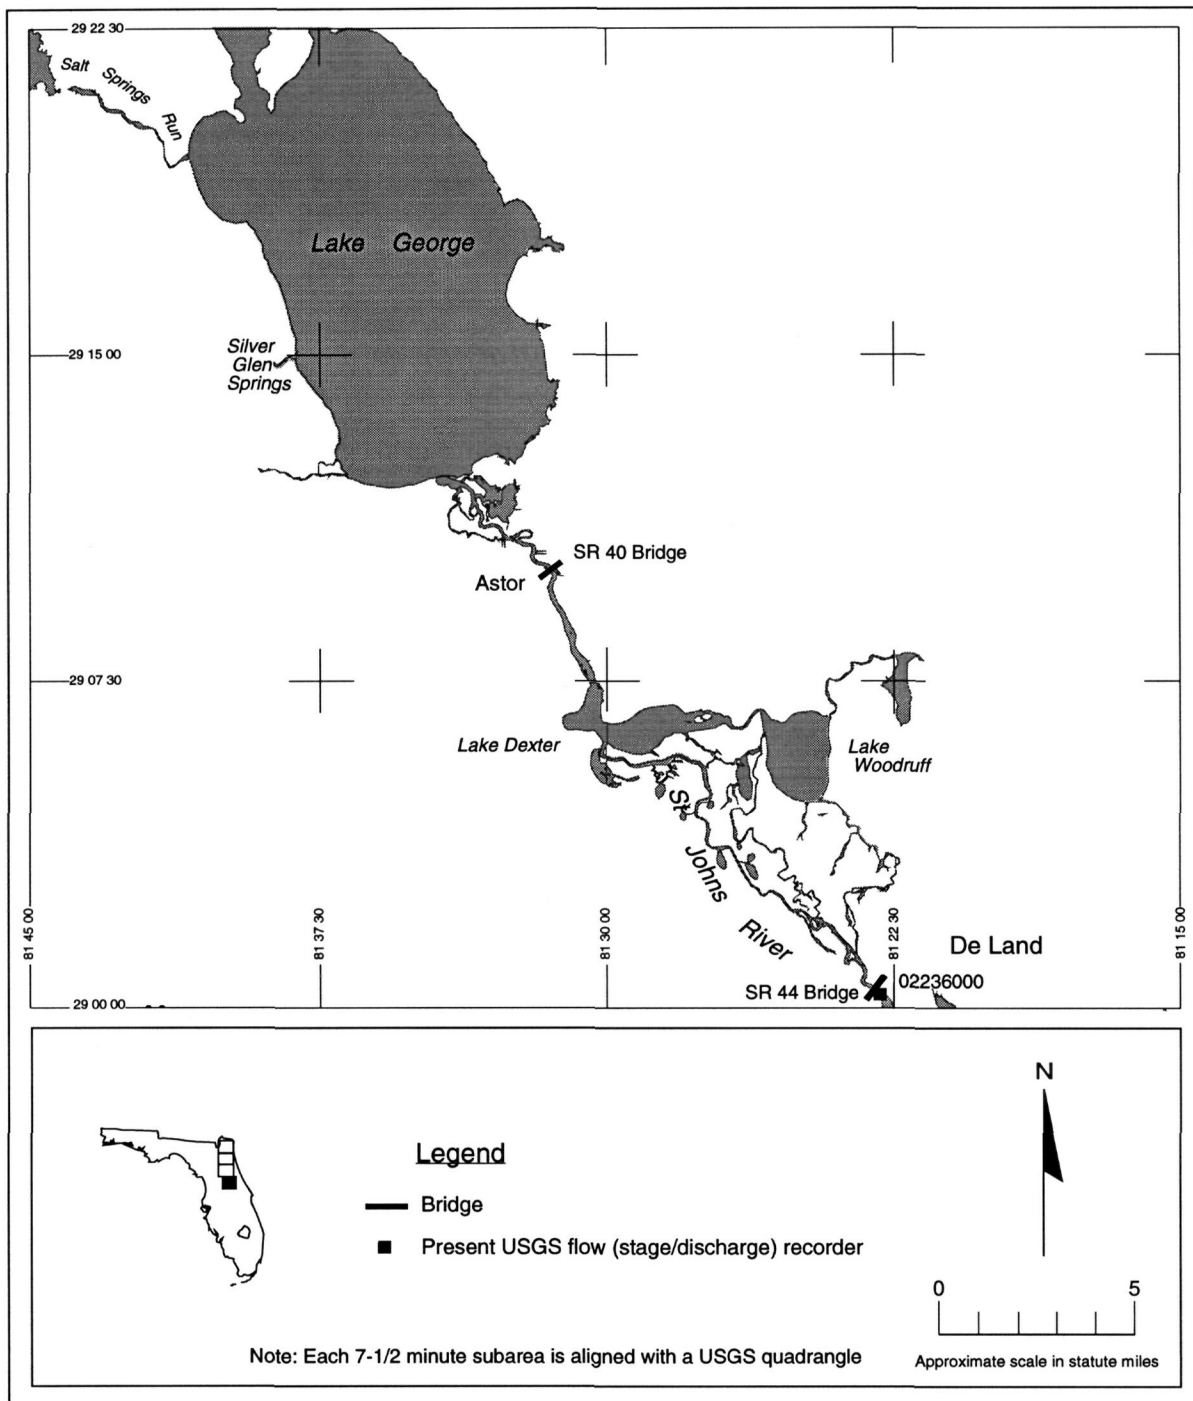 29 22 30
Salt Springs Run
Lake George
29 15 00
Silver
Glen
Springs
SR 40 Bridge
Astor
29 07 30
Lake Dexter
Lake
Woodruff
St Johns River
81 45 00
81 37 30
81 30 00
81 22 30
81 15 00
De Land
02236000
SR 44 Bridge
29 00 00
N
Legend
Bridge
Present USGS flow (stage/discharge) recorder
0 5
Note: Each 7-1/2 minute subarea is aligned with a USGS quadrangle
Approximate scale in statute miles